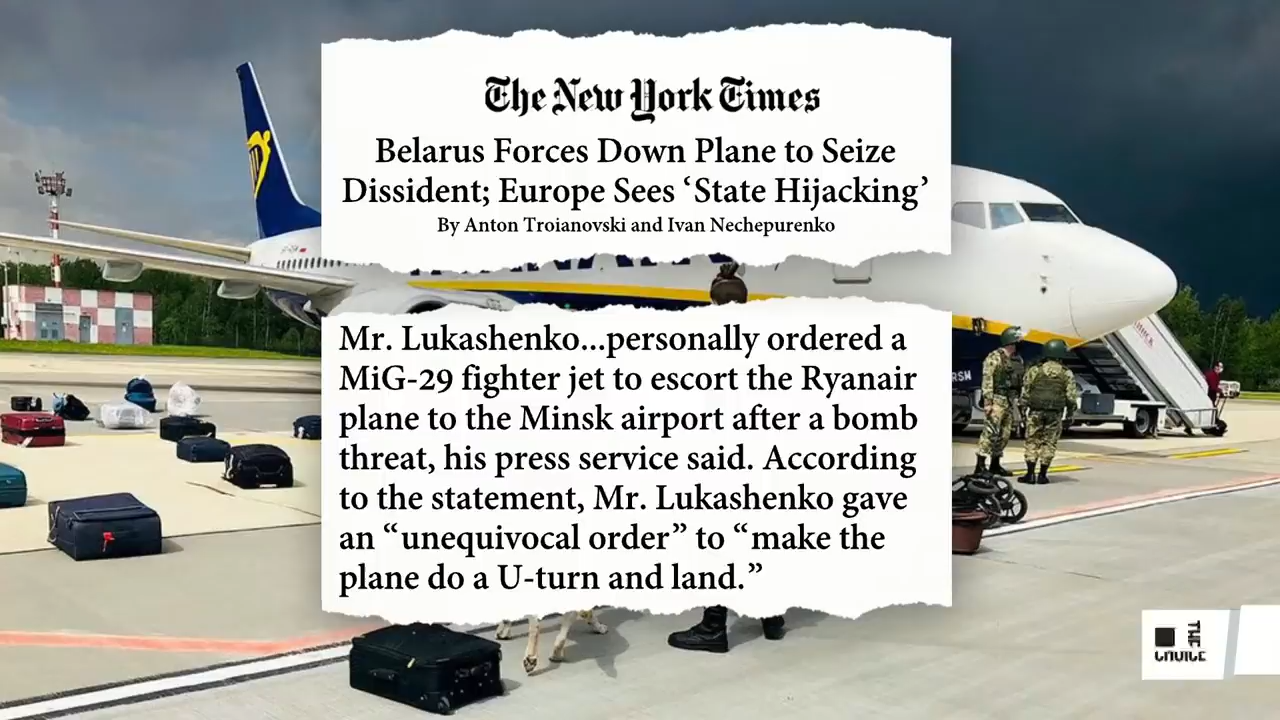 The New York Times
Belarus Forces Down Plane to Seize
Dissident; Europe Sees ‘State Hijacking’
By Anton Troianovski and Ivan Nechepurenko
Mr. Lukashenko...personally ordered a
MiG-29 fighter jet to escort the Ryanair
plane to the Minsk airport after a bomb
threat, his press service said. According
to the statement, Mr. Lukashenko gave
an “unequivocal order” to “make the
plane do a U-turn and land.”
RSM
THE
CHOICE